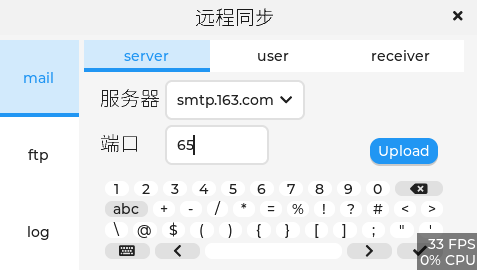 远程同步
mail
server user receiver
服务器 smtp.163.com
端口 65
Upload
ftp
log
1 2 3 4 5 6 7 8 9 0
abc + - / * = % ! ? # < >
\ @ $ ( ) { } [ ] ; " '
33 FPS
0% CPU